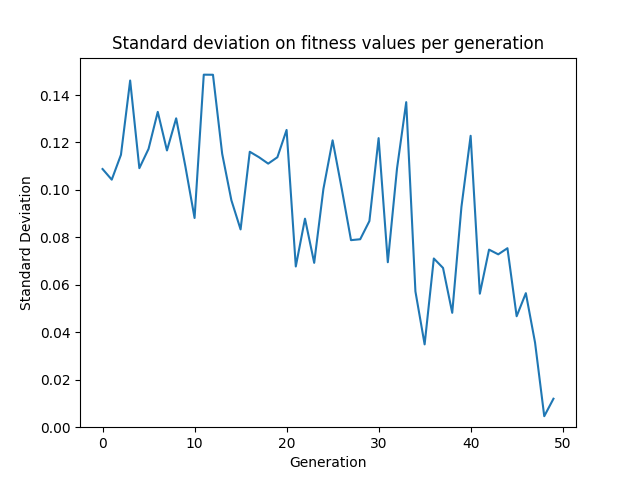 Standard deviation on fitness values per generation
Standard Deviation
0.14
0.12
0.10
0.08
0.06
0.04
0.02
0.00
0 10 20 30 40 50
Generation